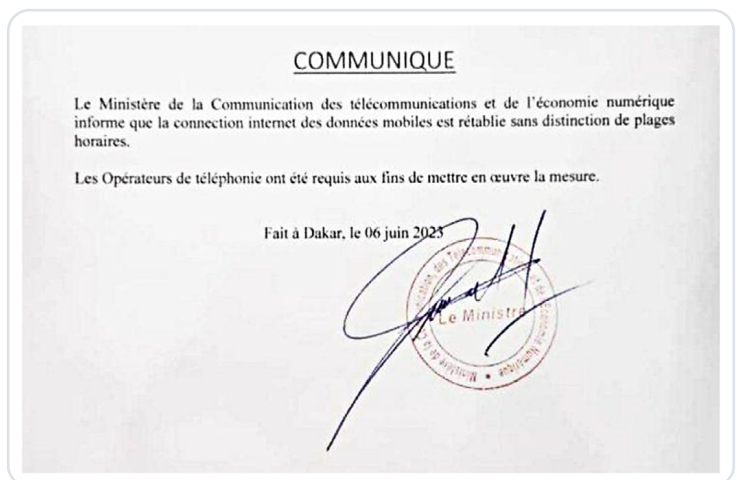 COMMUNIQUE
Le Ministère de la Communication des télécommunications et de l'économie numérique
informe que la connection internet des données mobiles est rétablie sans distinction de plages
horaires.
Les Opérateurs de téléphonie ont été requis aux fins de mettre en œuvre la mesure.
Fait à Dakar, le 06 juin 2023
Le Ministre